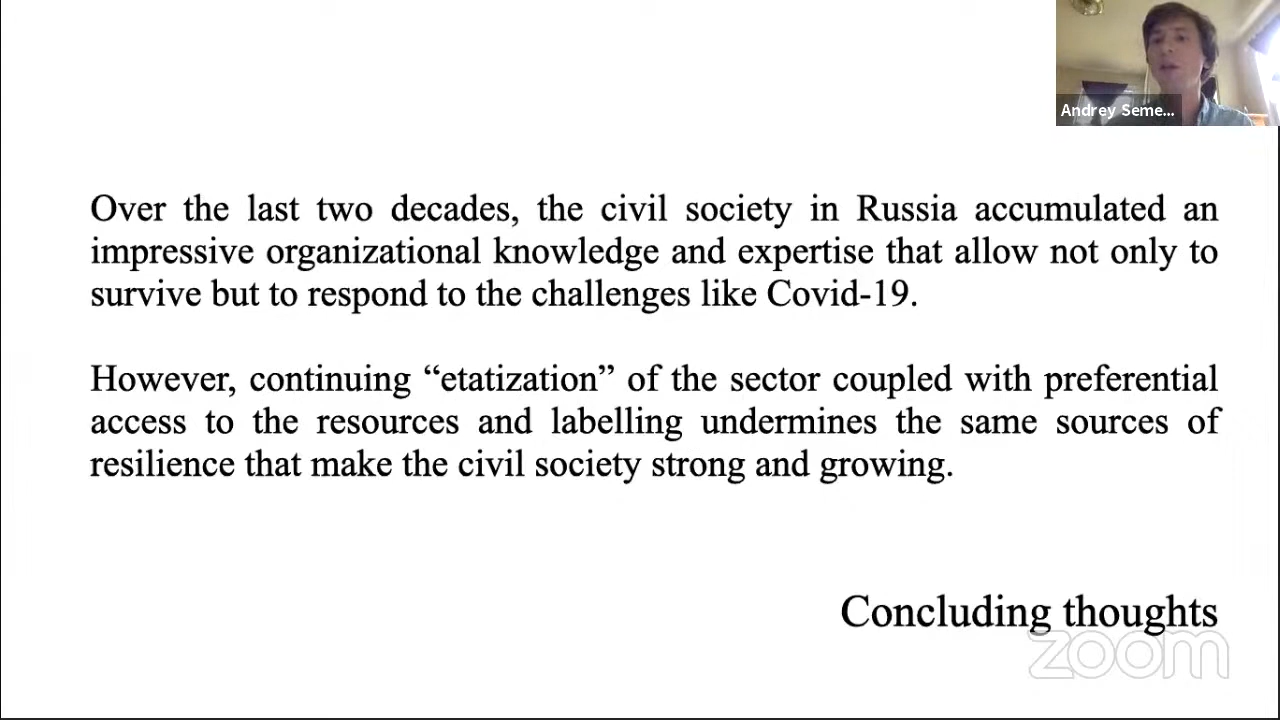 Andrey Seme...
Over the last two decades, the civil society in Russia accumulated an
impressive organizational knowledge and expertise that allow not only to
survive but to respond to the challenges like Covid-19.
However, continuing “etatization” of the sector coupled with preferential
access to the resources and labelling undermines the same sources of
resilience that make the civil society strong and growing.
Concluding thoughts
zoom